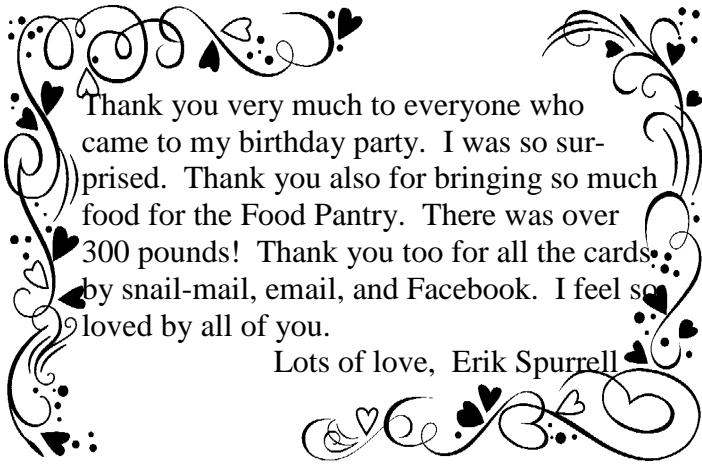 Thank you very much to everyone who
came to my birthday party.  I was so sur-
prised.  Thank you also for bringing so much
food for the Food Pantry.  There was over
300 pounds!  Thank you too for all the cards
by snail-mail, email, and Facebook.  I feel so
loved by all of you.
Lots of love,  Erik Spurrell